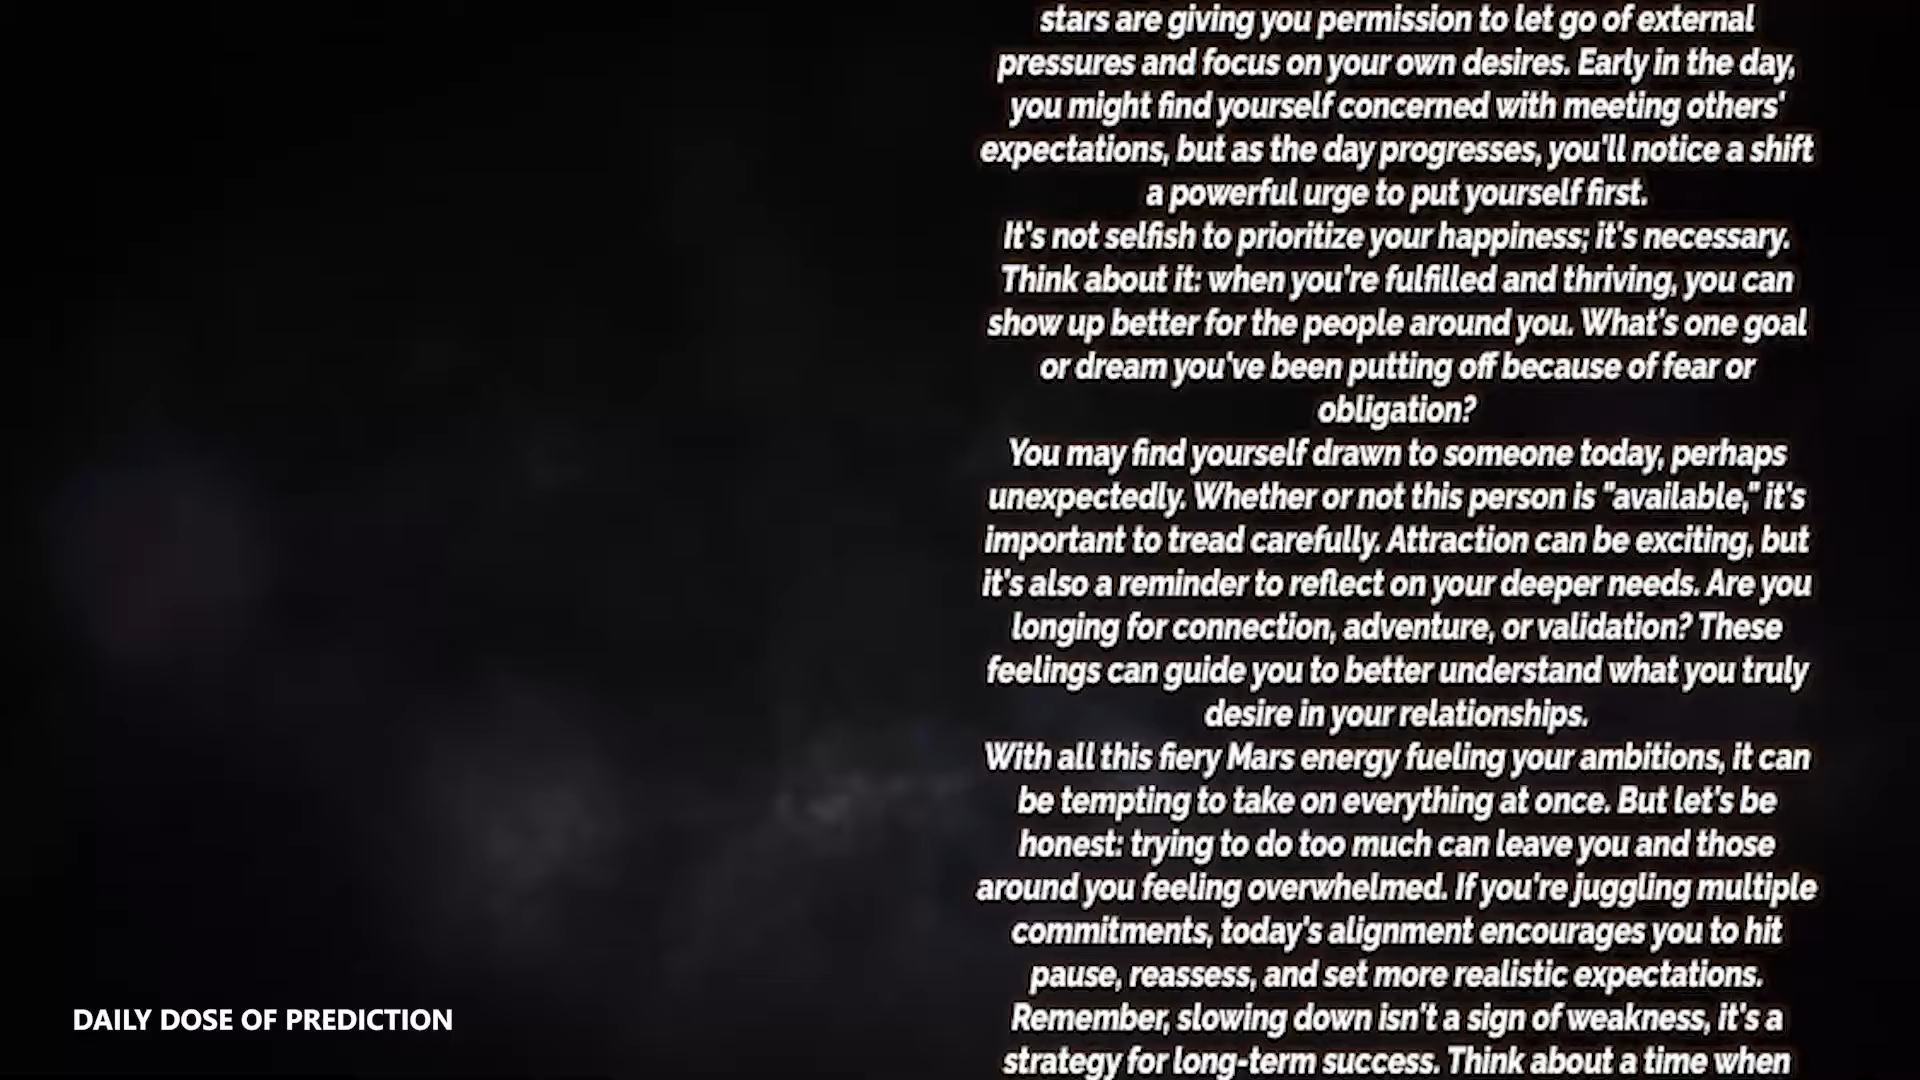 stars are giving you permission to let go of external
pressures and focus on your own desires. Early in the day,
you might find yourself concerned with meeting others'
expectations, but as the day progresses, you'll notice a shift
a powerful urge to put yourself first.
It's not selfish to prioritize your happiness; it's necessary.
Think about it: when you're fulfilled and thriving, you can
show up better for the people around you. What's one goal
or dream you've been putting off because of fear or
obligation?
You may find yourself drawn to someone today, perhaps
unexpectedly. Whether or not this person is "available," it's
important to tread carefully. Attraction can be exciting, but
it's also a reminder to reflect on your deeper needs. Are you
longing for connection, adventure, or validation? These
feelings can guide you to better understand what you truly
desire in your relationships.
With all this fiery Mars energy fueling your ambitions, it can
be tempting to take on everything at once. But let's be
honest: trying to do too much can leave you and those
around you feeling overwhelmed. If you're juggling multiple
commitments, today's alignment encourages you to hit
pause, reassess, and set more realistic expectations.
Remember, slowing down isn't a sign of weakness, it's a
strategy for long-term success. Think about a time when
DAILY DOSE OF PREDICTION